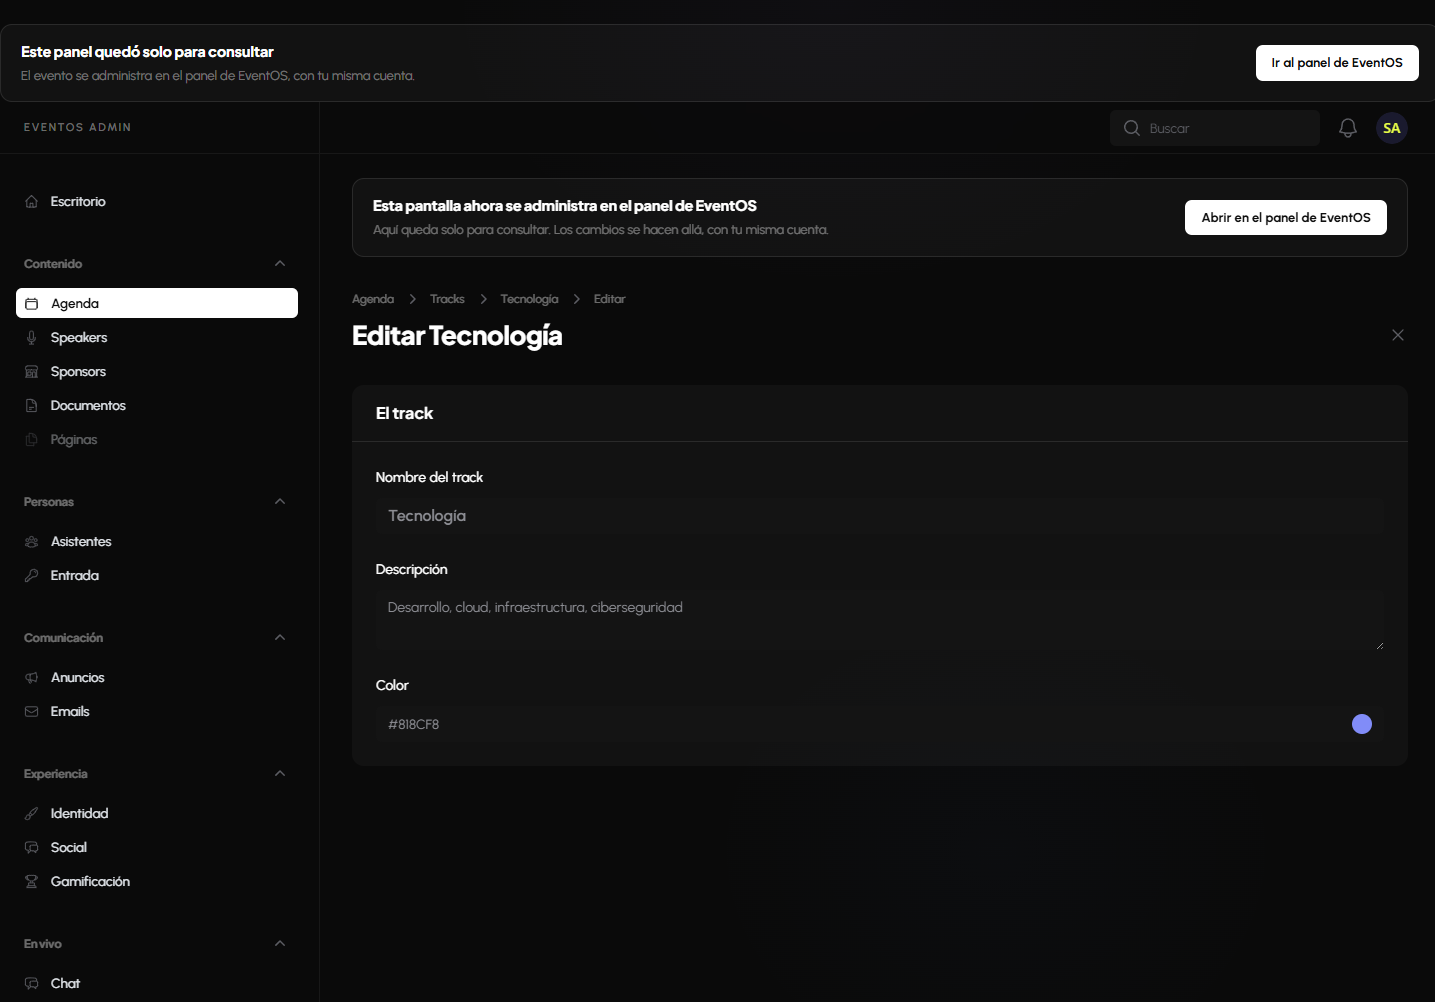 Este panel quedó solo para consultar
El evento se administra en el panel de EventOS, con tu misma cuenta.
Ir al panel de EventOS
EVENTOS ADMIN
Buscar
SA
Escritorio
Contenido
Agenda
Speakers
Sponsors
Documentos
Páginas
Personas
Asistentes
Entrada
Comunicación
Anuncios
Emails
Experiencia
Identidad
Social
Gamificación
En vivo
Chat
Esta pantalla ahora se administra en el panel de EventOS
Aquí queda solo para consultar. Los cambios se hacen allá, con tu misma cuenta.
Abrir en el panel de EventOS
Agenda > Tracks > Tecnología > Editar
Editar Tecnología
El track
Nombre del track
Tecnología
Descripción
Desarrollo, cloud, infraestructura, ciberseguridad
Color
#818CF8